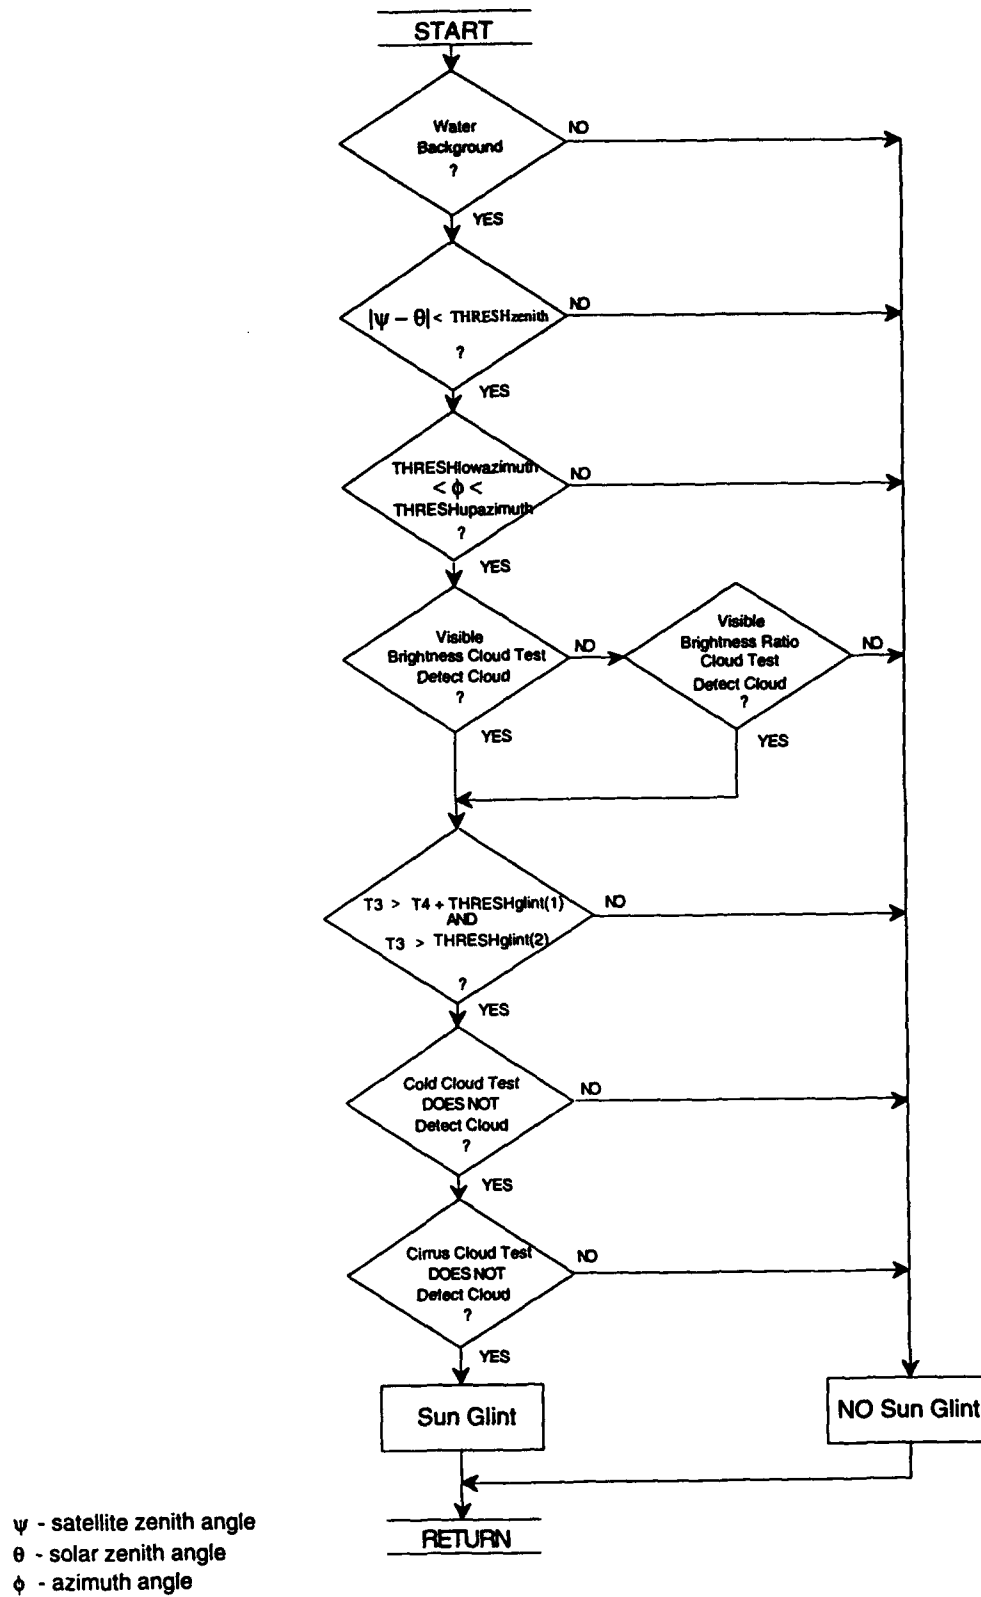 START
Water
Background
?
NO
YES
|ψ – θ| < THRESHzenith
?
NO
YES
THRESHlowazimuth
< ϕ <
THRESHupazimuth
?
NO
YES
Visible
Brightness Cloud Test
Detect Cloud
?
NO
YES
Visible
Brightness Ratio
Cloud Test
Detect Cloud
?
NO
YES
T3 > T4 + THRESHglint(1)
AND
T3 > THRESHglint(2)
?
NO
YES
Cold Cloud Test
DOES NOT
Detect Cloud
?
NO
YES
Cirrus Cloud Test
DOES NOT
Detect Cloud
?
NO
YES
Sun Glint
NO Sun Glint
RETURN
ψ - satellite zenith angle
θ - solar zenith angle
ϕ - azimuth angle